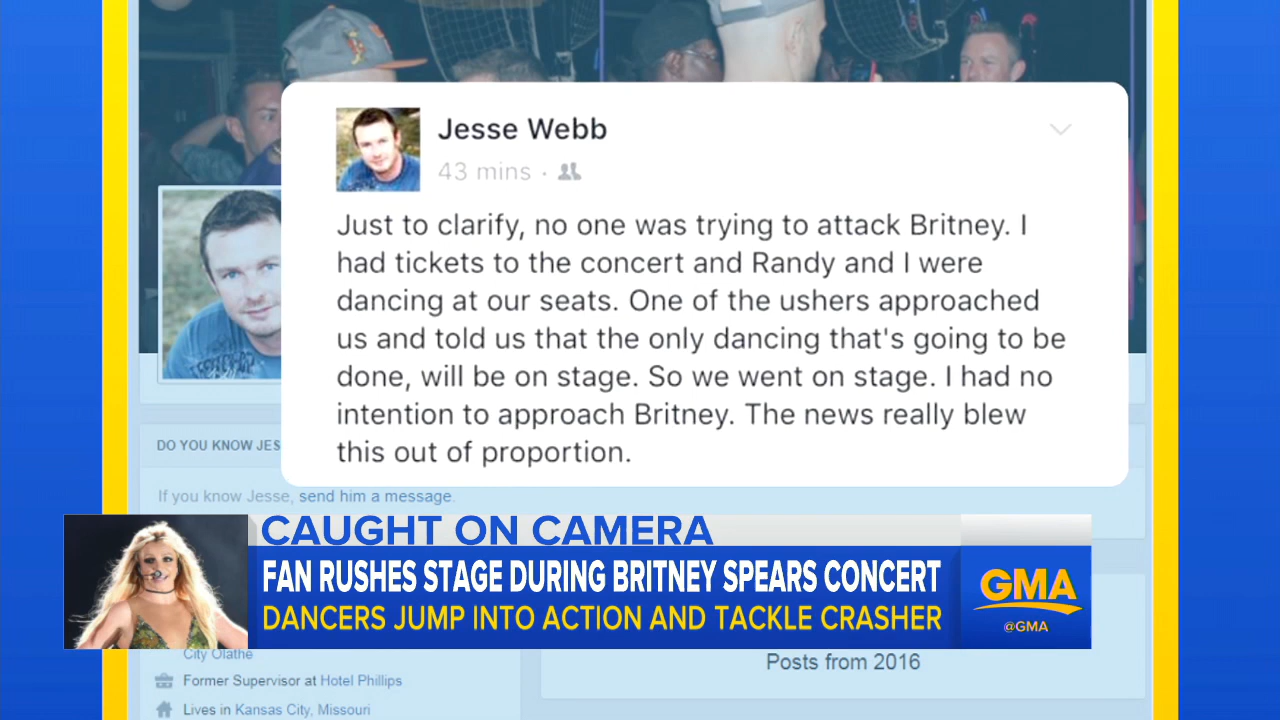 Jesse Webb
43 mins ·
Just to clarify, no one was trying to attack Britney. I
had tickets to the concert and Randy and I were
dancing at our seats. One of the ushers approached
us and told us that the only dancing that's going to be
done, will be on stage. So we went on stage. I had no
intention to approach Britney. The news really blew
this out of proportion.
DO YOU KNOW JES
If you know Jesse, send him a message.
CAUGHT ON CAMERA
FAN RUSHES STAGE DURING BRITNEY SPEARS CONCERT
DANCERS JUMP INTO ACTION AND TACKLE CRASHER
GMA
@GMA
City Olathe
Former Supervisor at Hotel Phillips
Lives in Kansas City, Missouri
Posts from 2016